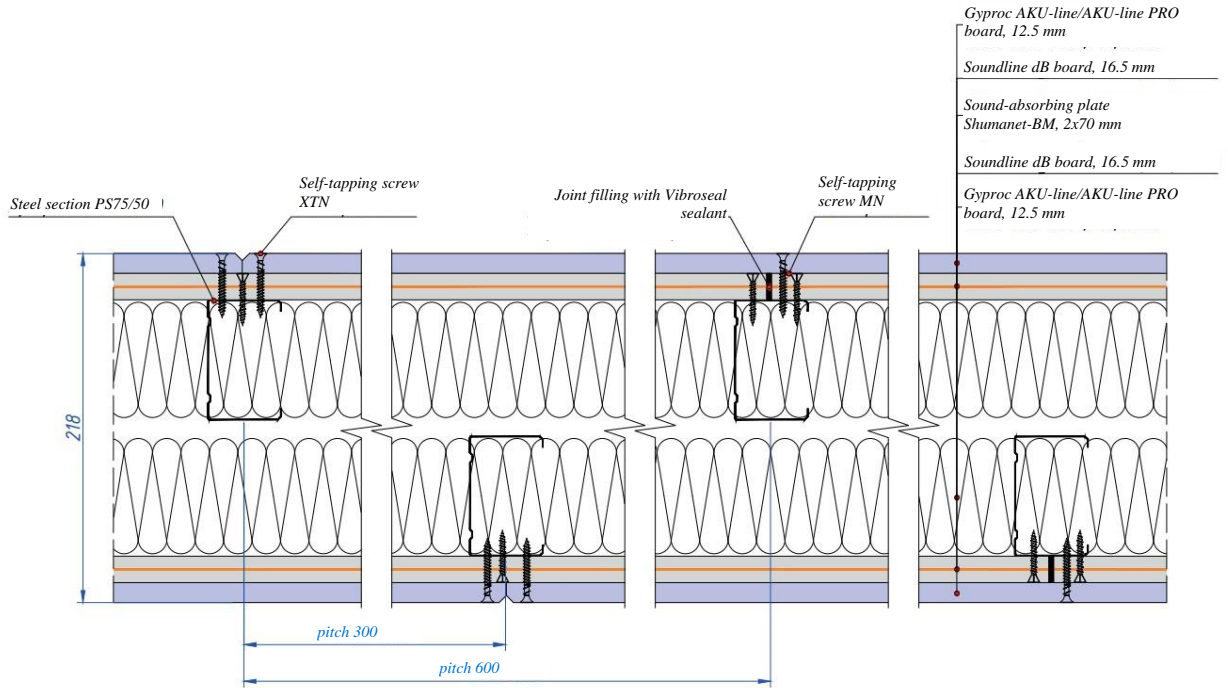 Gyproc AKU-line/AKU-line PRO
board, 12.5 mm
Soundline dB board, 16.5 mm
Sound-absorbing plate
Shumanet-BM, 2x70 mm
Soundline dB board, 16.5 mm
Gyproc AKU-line/AKU-line PRO
board, 12.5 mm
Steel section PS75/50
Self-tapping screw
XTN
Joint filling with Vibroseal
sealant
Self-tapping
screw MN
218
pitch 300
pitch 600